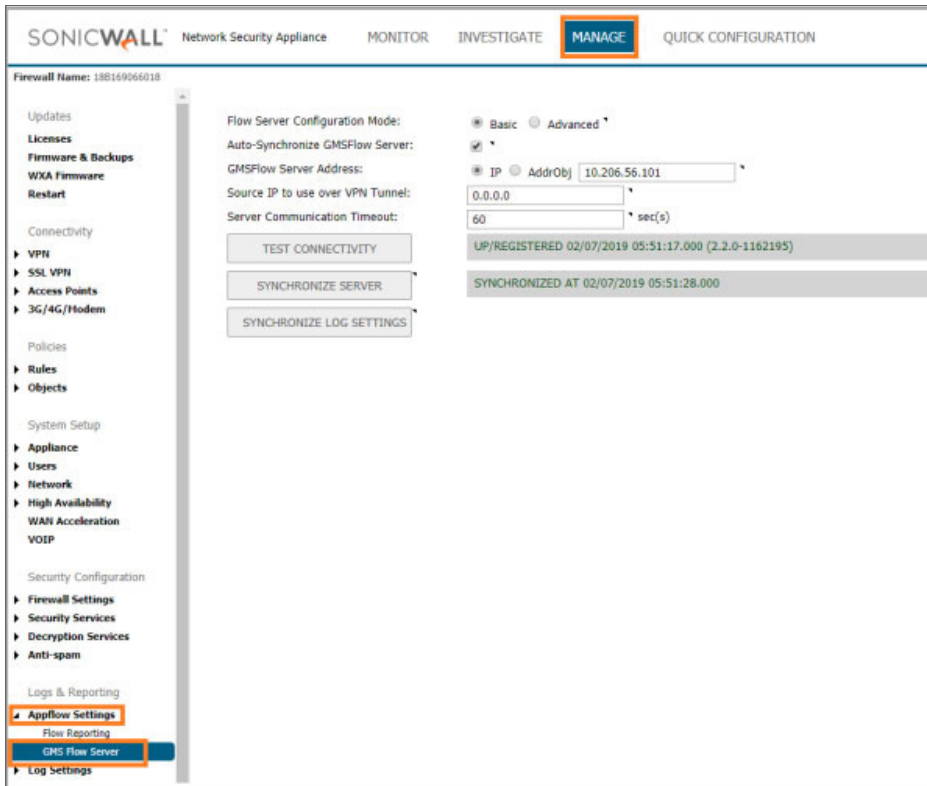 SONICWALL Network Security Appliance MONITOR INVESTIGATE MANAGE QUICK CONFIGURATION
Firewall Name: 18B169066018
Updates
Licenses
Firmware & Backups
WXA Firmware
Restart
Connectivity
VPN
SSL VPN
Access Points
3G/4G/Modem
Policies
Rules
Objects
System Setup
Appliance
Users
Network
High Availability
WAN Acceleration
VOIP
Security Configuration
Firewall Settings
Security Services
Decryption Services
Anti-spam
Logs & Reporting
Appflow Settings
Flow Reporting
GMS Flow Server
Log Settings
Flow Server Configuration Mode: Basic Advanced
Auto-Synchronize GMSFlow Server:
GMSFlow Server Address: IP AddrObj 10.206.56.101
Source IP to use over VPN Tunnel: 0.0.0.0
Server Communication Timeout: 60 sec(s)
TEST CONNECTIVITY UP/REGISTERED 02/07/2019 05:51:17.000 (2.2.0-1162195)
SYNCHRONIZE SERVER SYNCHRONIZED AT 02/07/2019 05:51:28.000
SYNCHRONIZE LOG SETTINGS